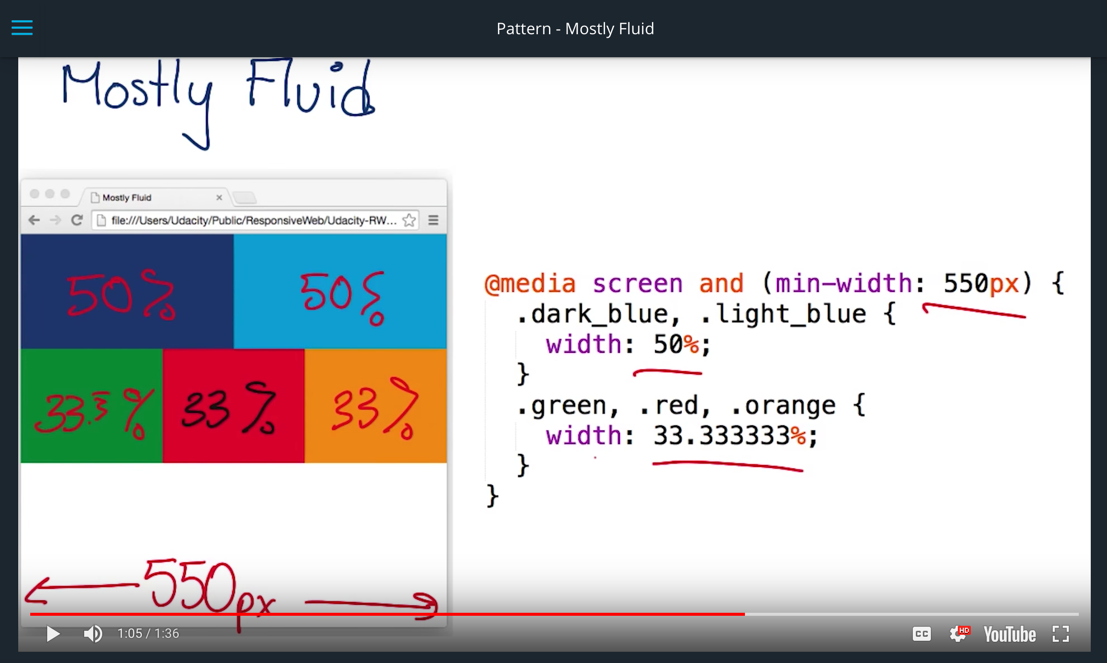 Pattern - Mostly Fluid
Mostly Fluid
Mostly Fluid
file:///Users/Udacity/Public/ResponsiveWeb/Udacity-RW...
50% 50%
33.3% 33% 33%
550px
@media screen and (min-width: 550px) {
.dark_blue, .light_blue {
width: 50%;
}
.green, .red, .orange {
width: 33.333333%;
}
}
1:05 / 1:36
CC
HD
YouTube